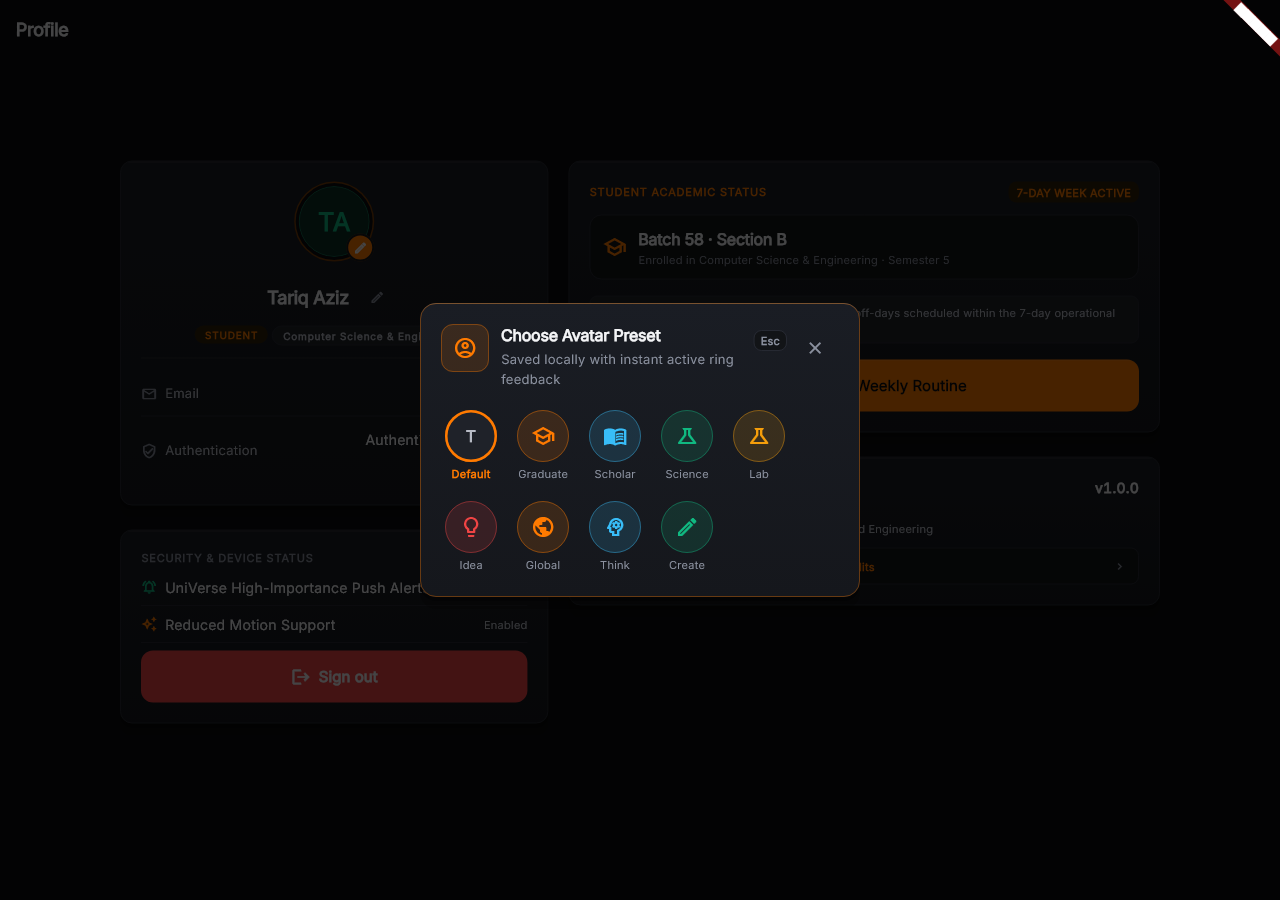 Profile
TA
Tariq Aziz
STUDENT
Computer Science & Engi
Email
Authentication
Authent
SECURITY & DEVICE STATUS
UniVerse High-Importance Push Alert
Reduced Motion Support
Enabled
Sign out
STUDENT ACADEMIC STATUS
7-DAY WEEK ACTIVE
Batch 58 · Section B
Enrolled in Computer Science & Engineering · Semester 5
off-days scheduled within the 7-day operational
Weekly Routine
v1.0.0
d Engineering
Choose Avatar Preset
Esc
Saved locally with instant active ring
feedback
T
Default
Graduate
Scholar
Science
Lab
Idea
Global
Think
Create